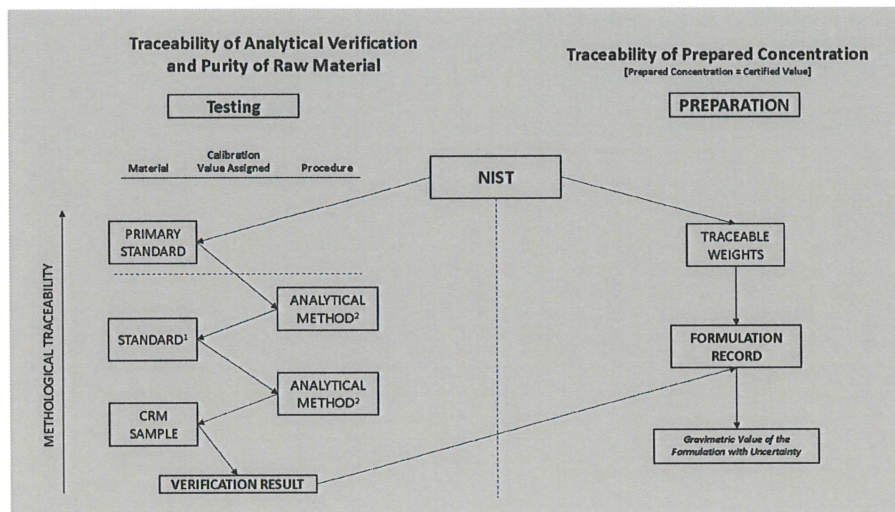 Traceability of Analytical Verification
and Purity of Raw Material
Testing
Material
Calibration
Value Assigned
Procedure
Traceability of Prepared Concentration
[Prepared Concentration = Certified Value]
PREPARATION
NIST
METHOLOGICAL TRACEABILITY
PRIMARY
STANDARD
ANALYTICAL
METHOD²
STANDARD¹
ANALYTICAL
METHOD²
CRM
SAMPLE
VERIFICATION RESULT
TRACEABLE
WEIGHTS
FORMULATION
RECORD
Gravimetric Value of the
Formulation with Uncertainty